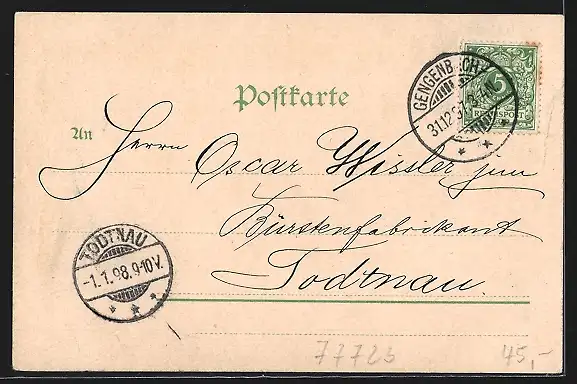 Postkarte
GENGENBACH
31.12.97.
5
REICHSPOST
An
Herrn Oscar Wissler jun
Bürstenfabrikant
Todtnau.
TODTNAU
-1.1.98.9-10V.
77723
45,-